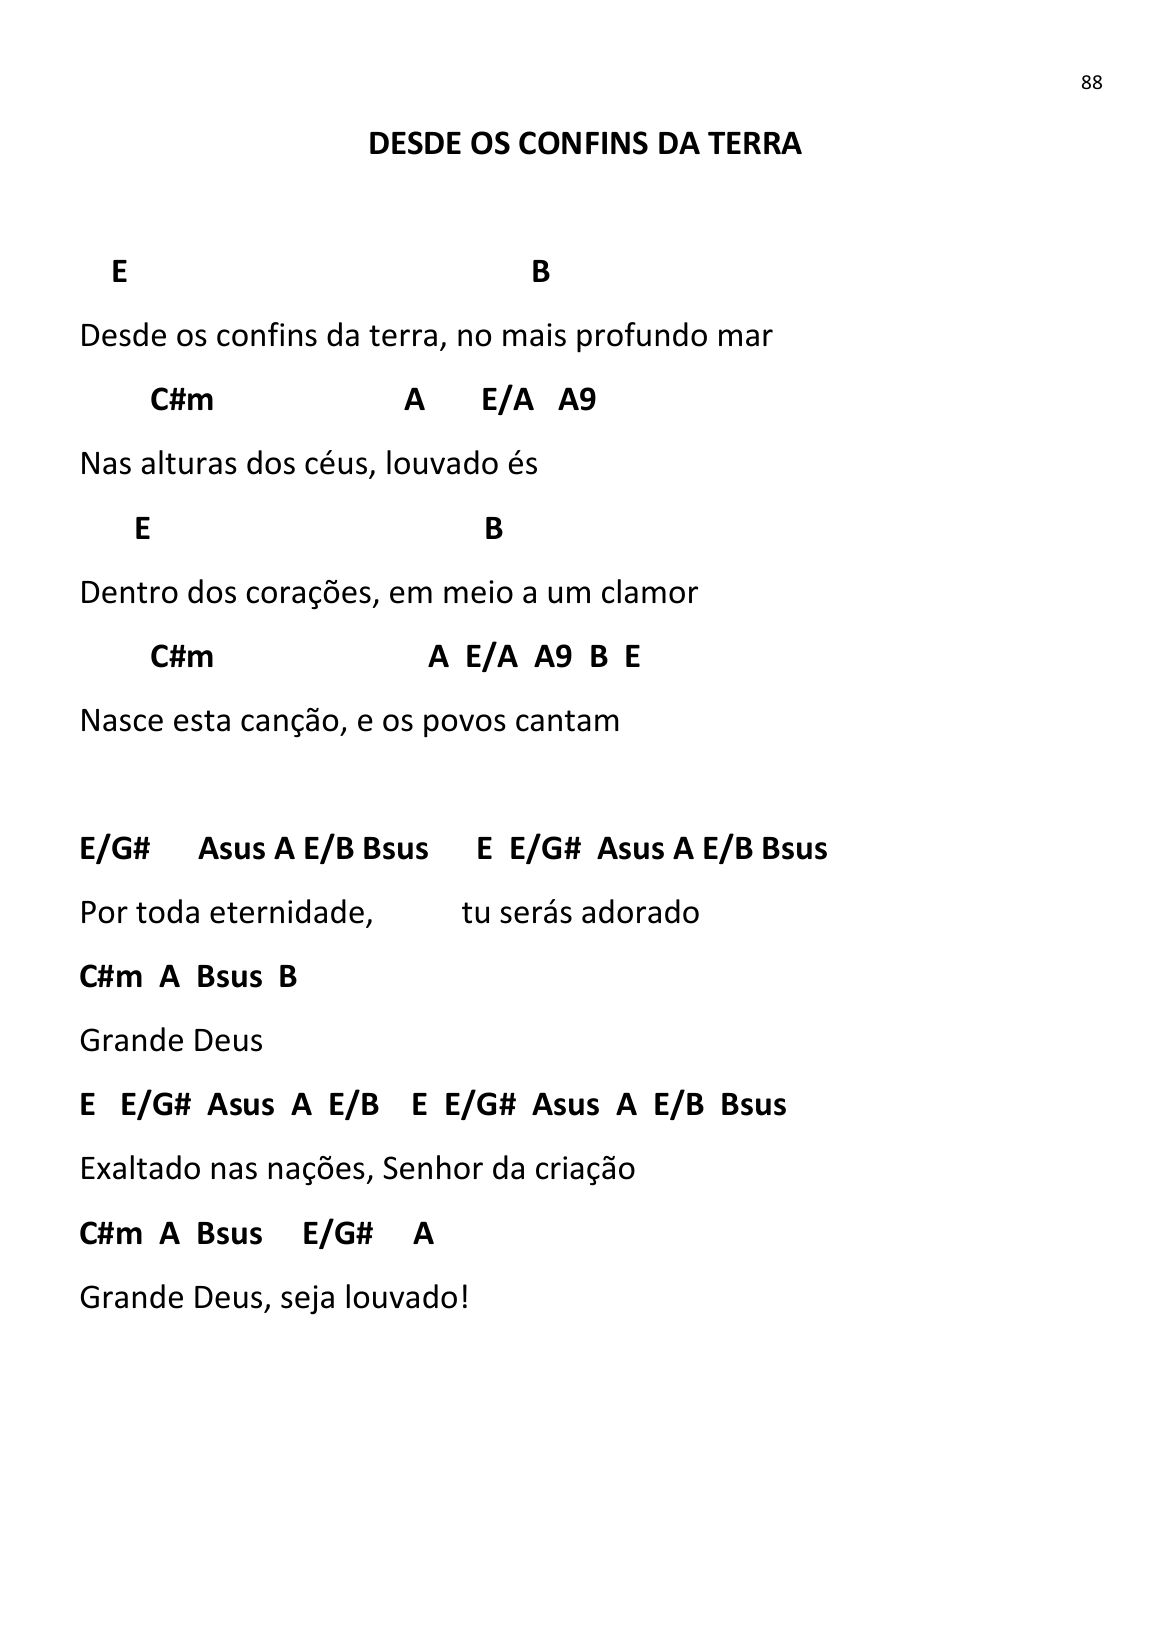 88
DESDE OS CONFINS DA TERRA
E B
Desde os confins da terra, no mais profundo mar
C#m A E/A A9
Nas alturas dos céus, louvado és
E B
Dentro dos corações, em meio a um clamor
C#m A E/A A9 B E
Nasce esta canção, e os povos cantam
E/G# Asus A E/B Bsus E E/G# Asus A E/B Bsus
Por toda eternidade, tu serás adorado
C#m A Bsus B
Grande Deus
E E/G# Asus A E/B E E/G# Asus A E/B Bsus
Exaltado nas nações, Senhor da criação
C#m A Bsus E/G# A
Grande Deus, seja louvado!